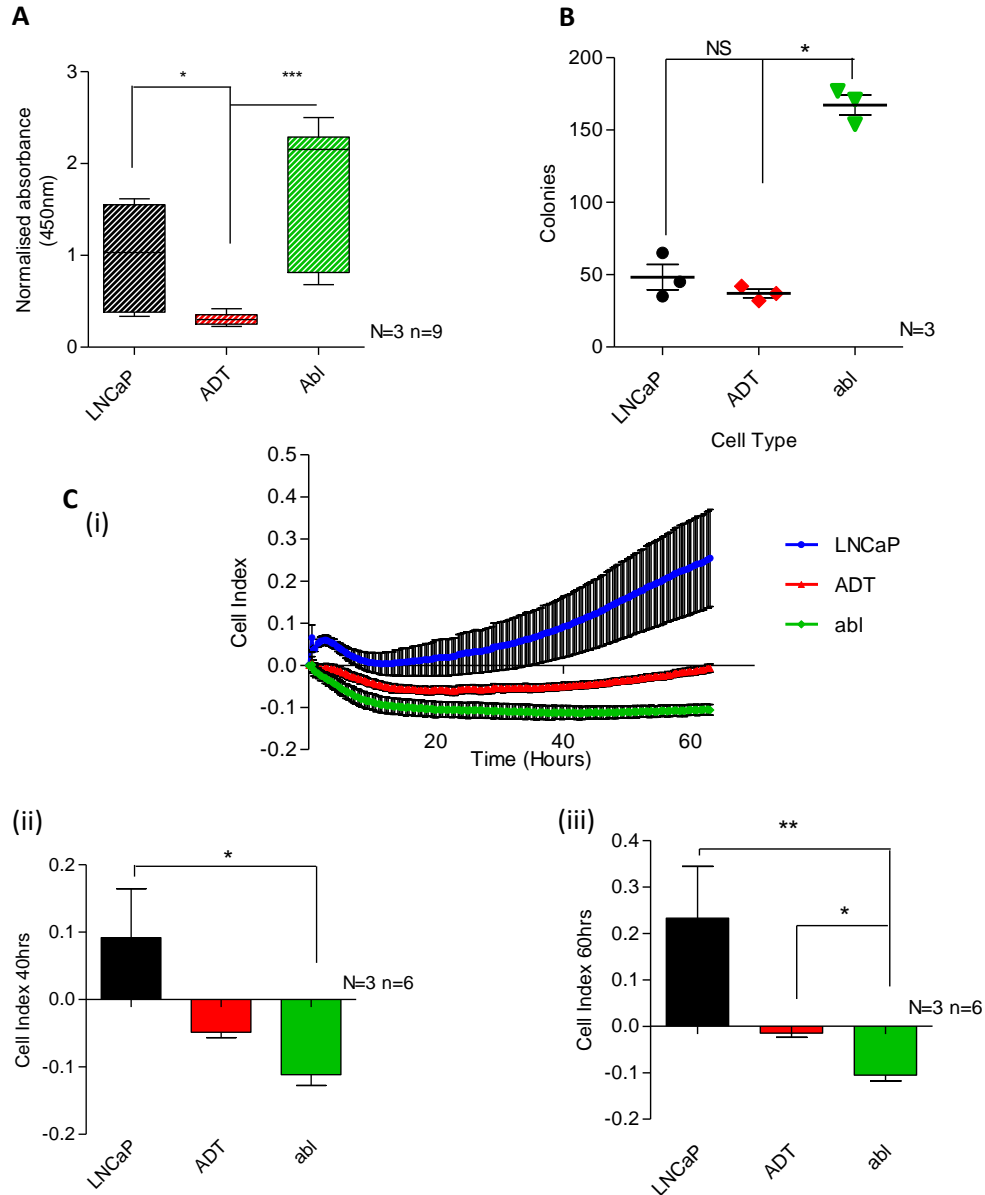 A
Normalised absorbance
(450nm)
3
2
1
0
*
***
LNCaP
ADT
Abl
N=3 n=9
B
Colonies
200
150
100
50
0
NS
*
LNCaP
ADT
abl
N=3
Cell Type
C
(i)
Cell Index
0.5
0.4
0.3
0.2
0.1
0.0
-0.1
-0.2
20
40
60
Time (Hours)
LNCaP
ADT
abl
(ii)
Cell Index 40hrs
0.2
0.1
0.0
-0.1
-0.2
*
N=3 n=6
LNCaP
ADT
abl
(iii)
Cell Index 60hrs
0.4
0.3
0.2
0.1
0.0
-0.1
-0.2
**
*
N=3 n=6
LNCaP
ADT
abl